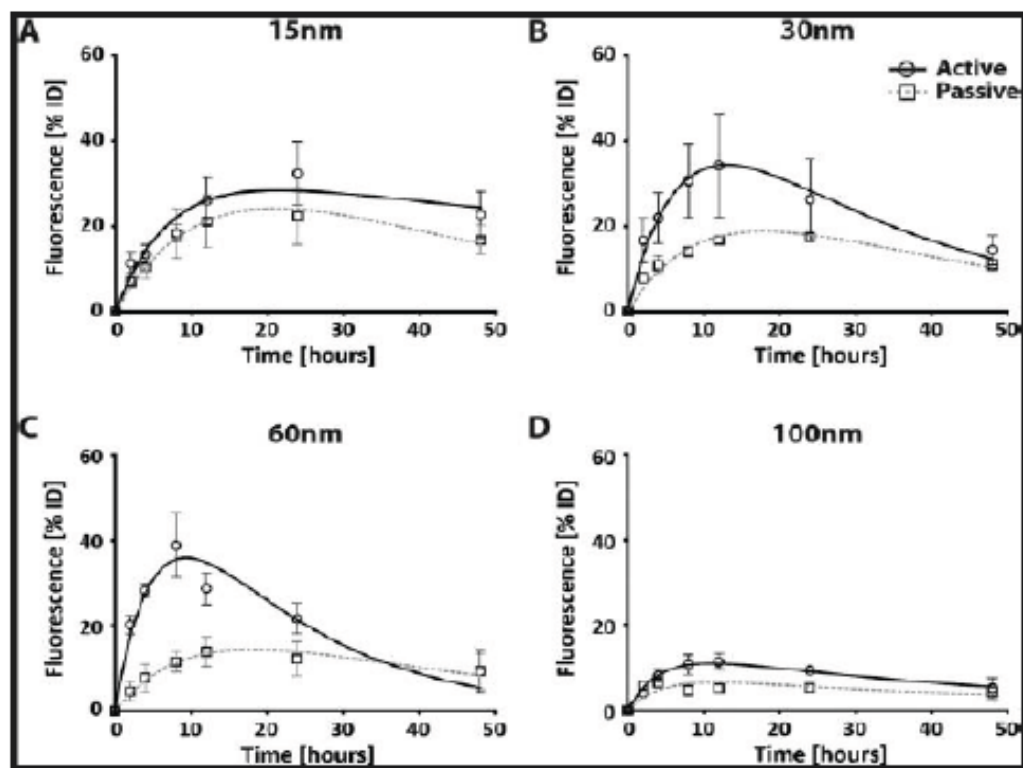 A 15nm
60
40
20
0
Fluorescence [% ID]
0 10 20 30 40 50
Time [hours]
B 30nm
Active
Passive
60
40
20
0
Fluorescence [% ID]
0 10 20 30 40 50
Time [hours]
C 60nm
60
40
20
0
Fluorescence [% ID]
0 10 20 30 40 50
Time [hours]
D 100nm
60
40
20
0
Fluorescence [% ID]
0 10 20 30 40 50
Time [hours]